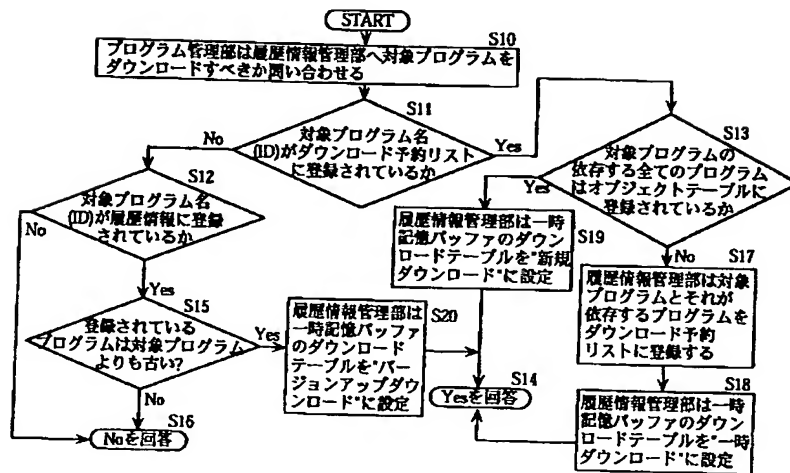 START
S10
プログラム管理部は履歴情報管理部へ対象プログラムを
ダウンロードすべきか問い合わせる
S11
対象プログラム名
(ID)がダウンロード予約リスト
に登録されているか
No
Yes
S12
対象プログラム名
(ID)が履歴情報に登録
されているか
No
Yes
S13
対象プログラムの
依存する全てのプログラム
はオブジェクトテーブルに
登録されているか
Yes
No
S19
履歴情報管理部は一時
記憶バッファのダウン
ロードテーブルを"新規
ダウンロード"に設定
S17
履歴情報管理部は対象
プログラムとそれが
依存するプログラムを
ダウンロード予約
リストに登録する
S15
登録されている
プログラムは対象プログラム
よりも古い?
Yes
No
S20
履歴情報管理部は
一時記憶バッファ
のダウンロード
テーブルを"バー
ジョンアップダウ
ンロード"に設定
S14
Yesを回答
S18
履歴情報管理部は一時
記憶バッファのダウン
ロードテーブルを"一時
ダウンロード"に設定
S16
Noを回答